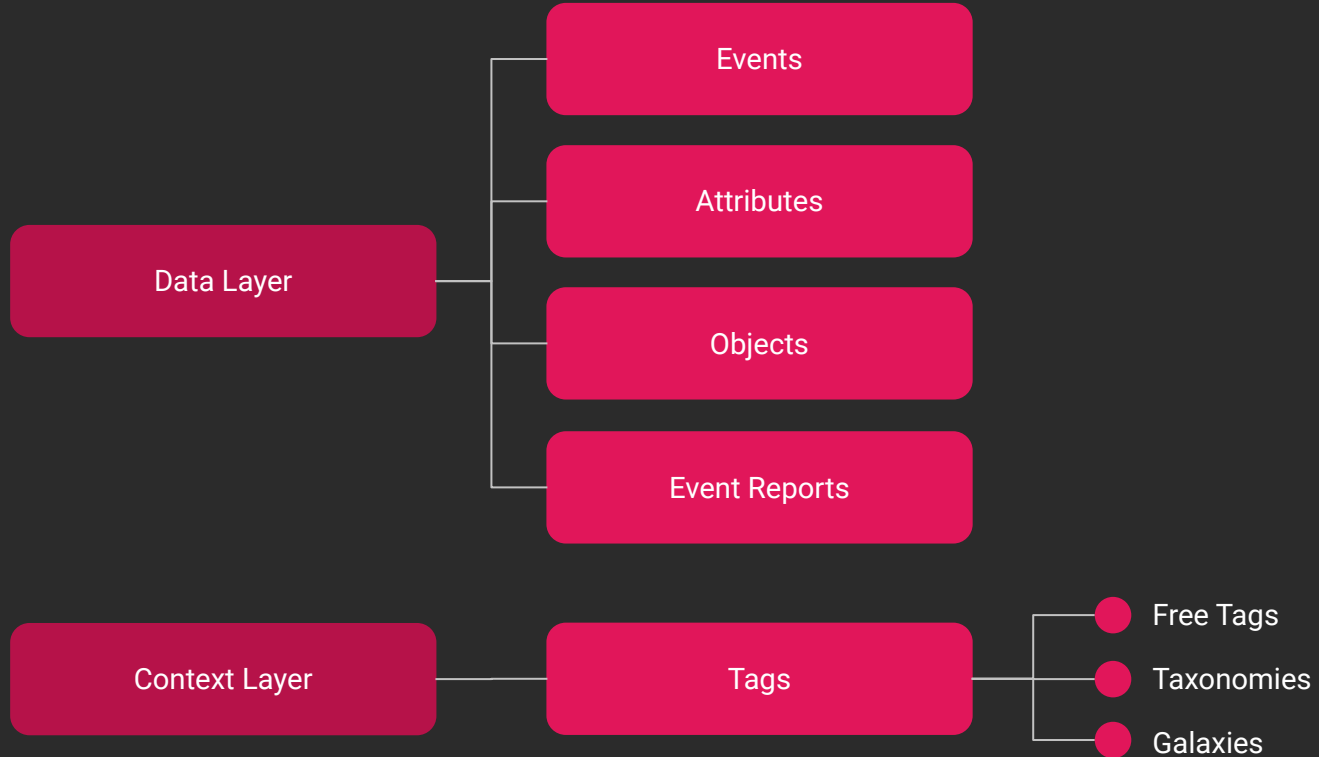 Events
Attributes
Data Layer
Objects
Event Reports
Context Layer
Tags
Free Tags
Taxonomies
Galaxies